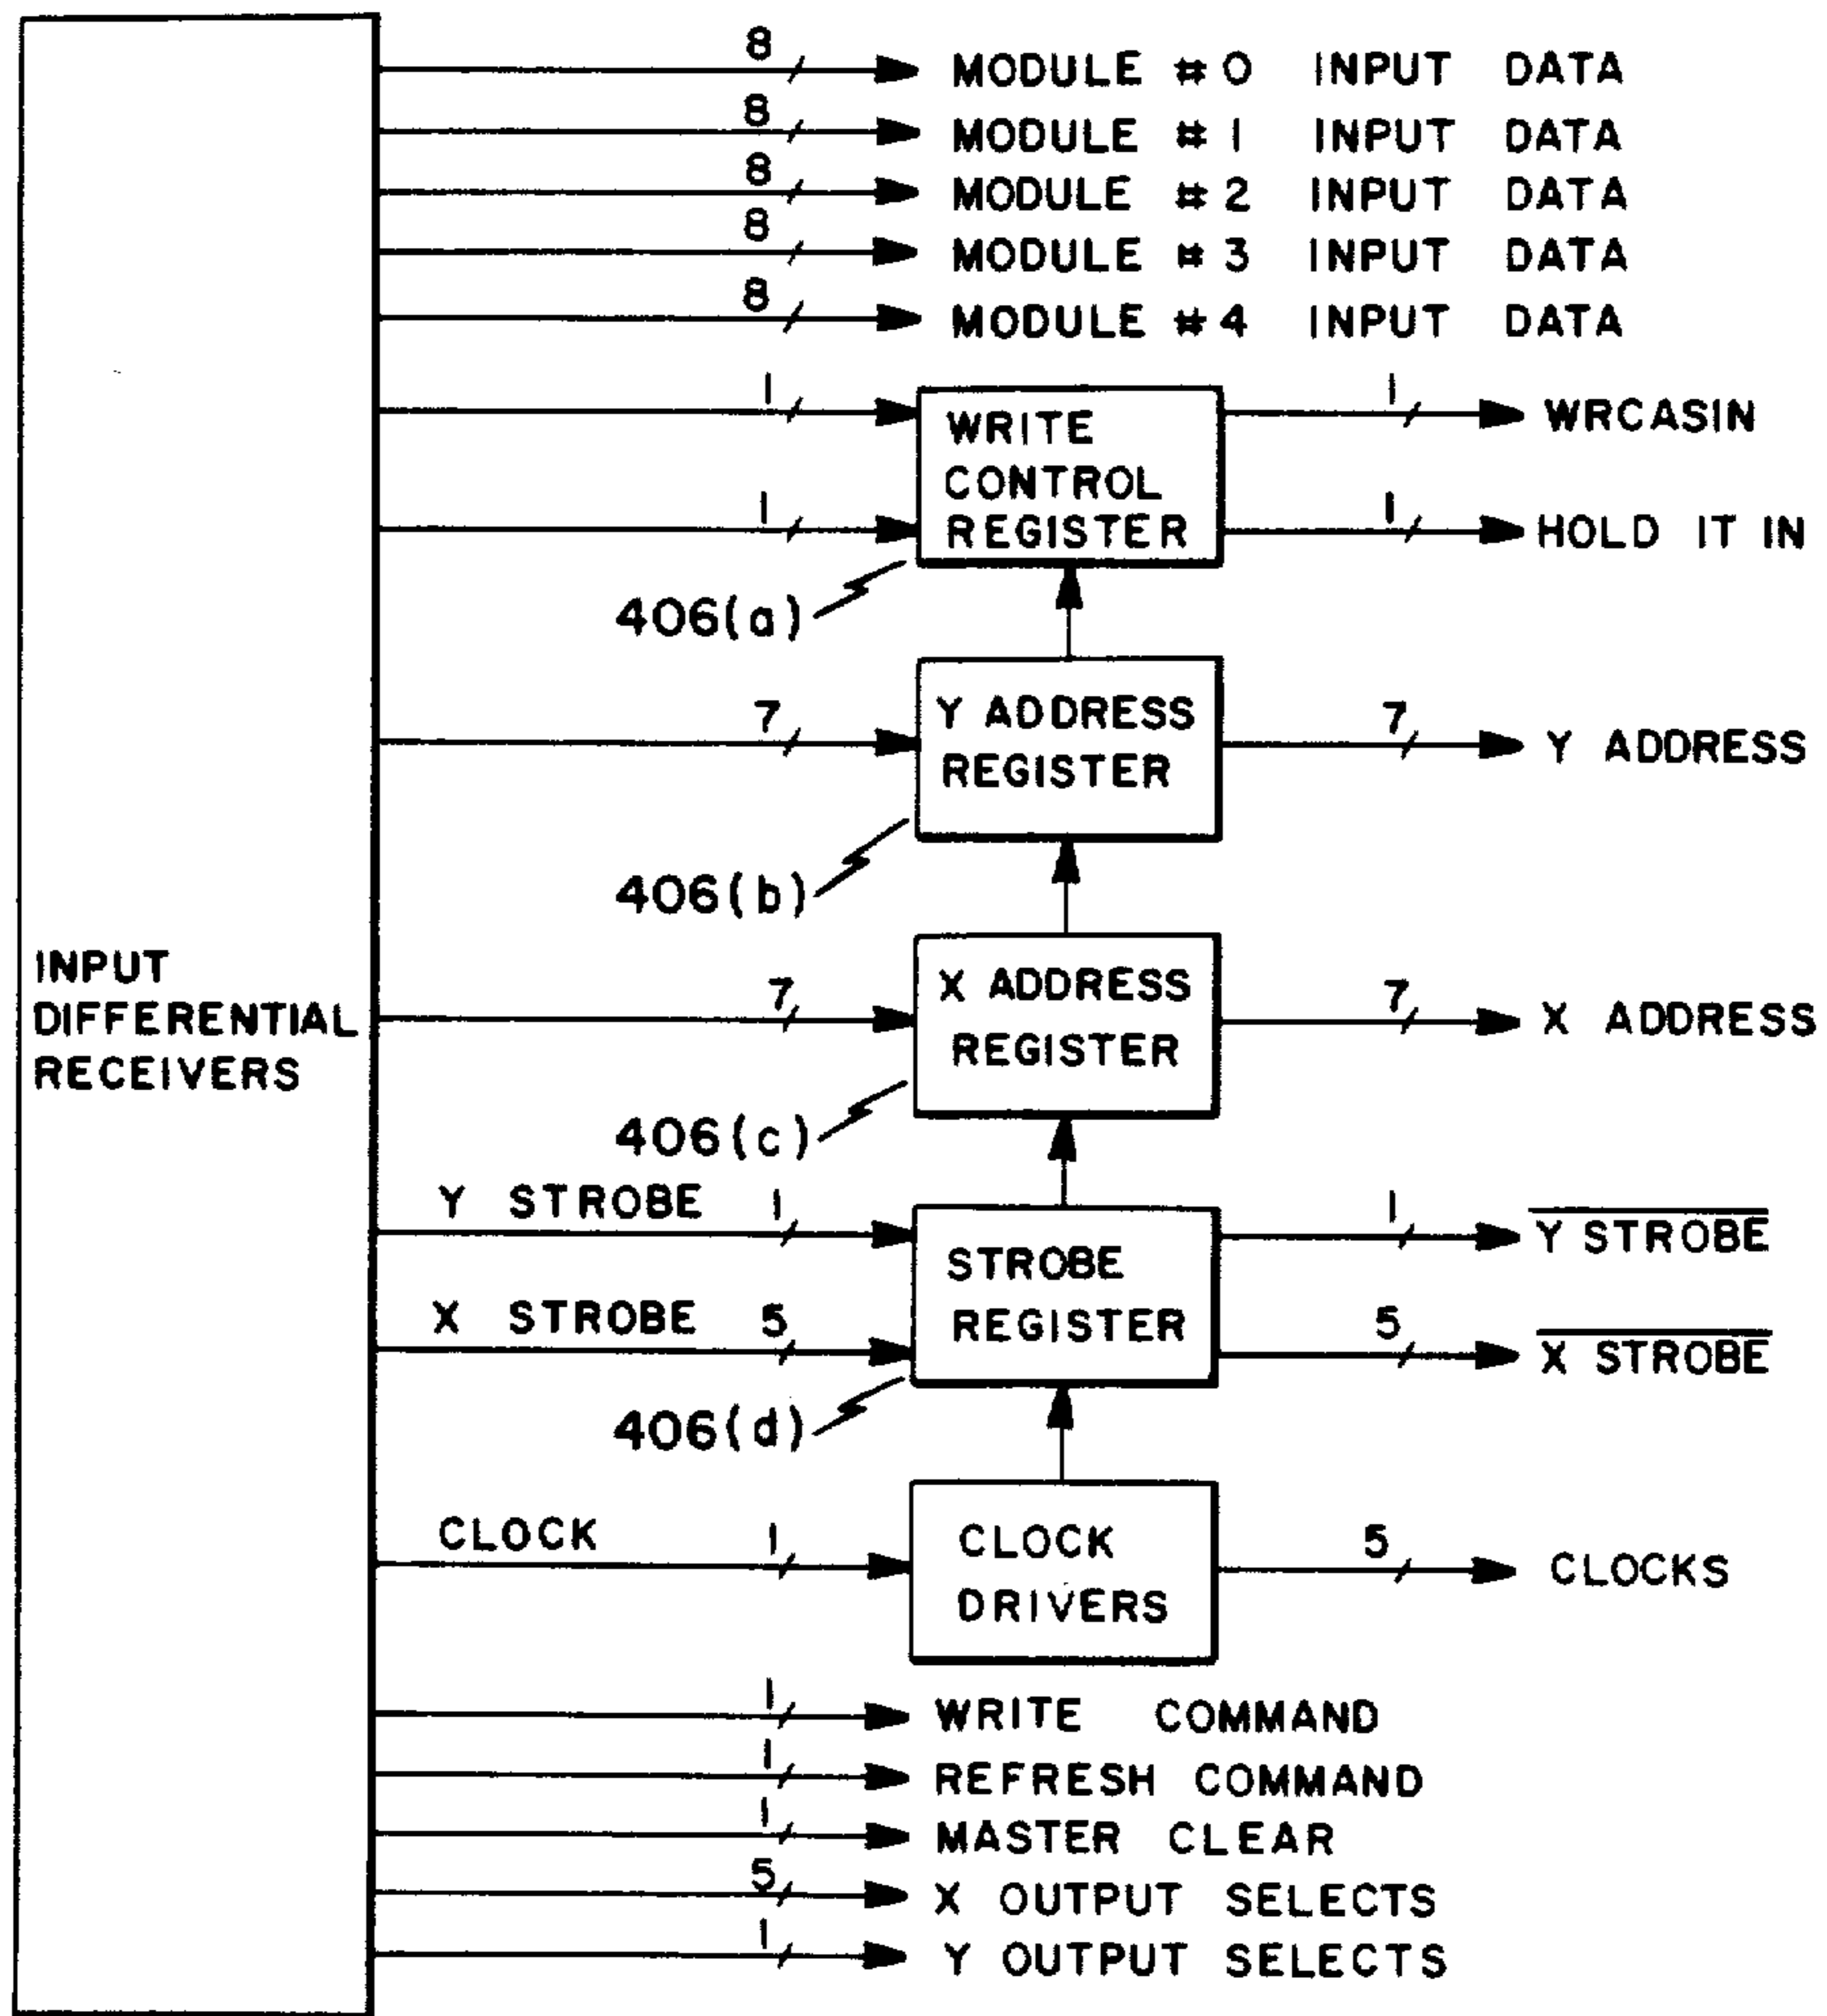 8 MODULE #0 INPUT DATA
8 MODULE #1 INPUT DATA
8 MODULE #2 INPUT DATA
8 MODULE #3 INPUT DATA
8 MODULE #4 INPUT DATA
1 1 WRCASIN
WRITE
CONTROL
REGISTER
1 1 HOLD IT IN
406(a)
7 7 Y ADDRESS
Y ADDRESS
REGISTER
406(b)
INPUT
DIFFERENTIAL
RECEIVERS
7 7 X ADDRESS
X ADDRESS
REGISTER
406(c)
Y STROBE 1 1 Y STROBE
STROBE
REGISTER
X STROBE 5 5 X STROBE
406(d)
CLOCK 1 5 CLOCKS
CLOCK
DRIVERS
1 WRITE COMMAND
1 REFRESH COMMAND
1 MASTER CLEAR
5 X OUTPUT SELECTS
1 Y OUTPUT SELECTS